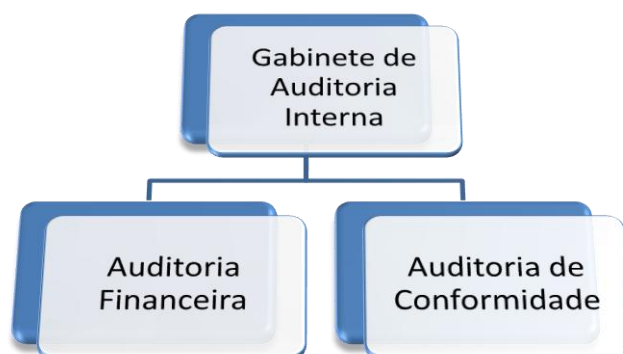 Gabinete de
Auditoria
Interna
Auditoria
Financeira
Auditoria de
Conformidade